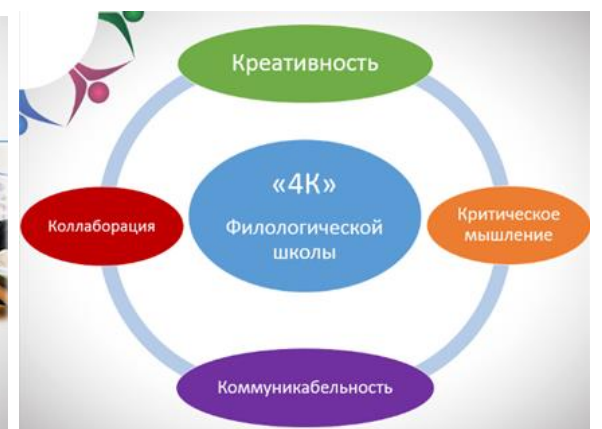 Креативность
«4К»
Филологической
школы
Коллаборация
Критическое
мышление
Коммуникабельность